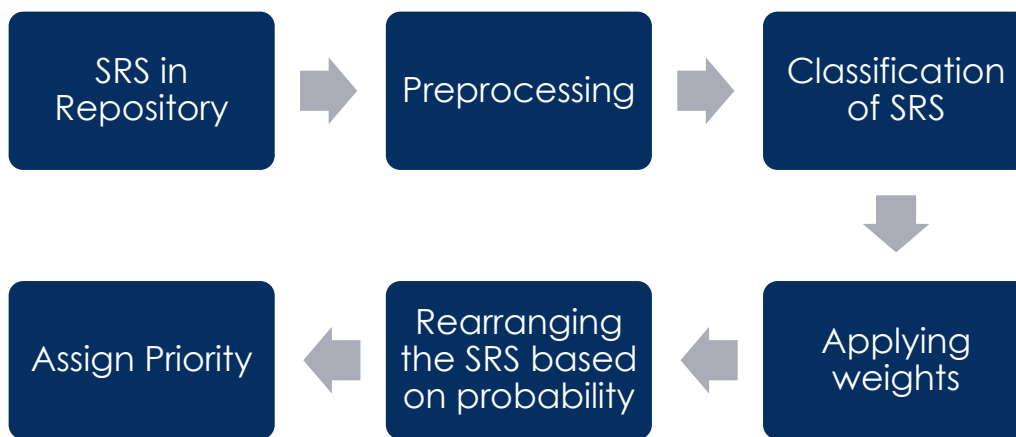 SRS in
Repository
Preprocessing
Classification
of SRS
Applying
weights
Rearranging
the SRS based
on probability
Assign Priority